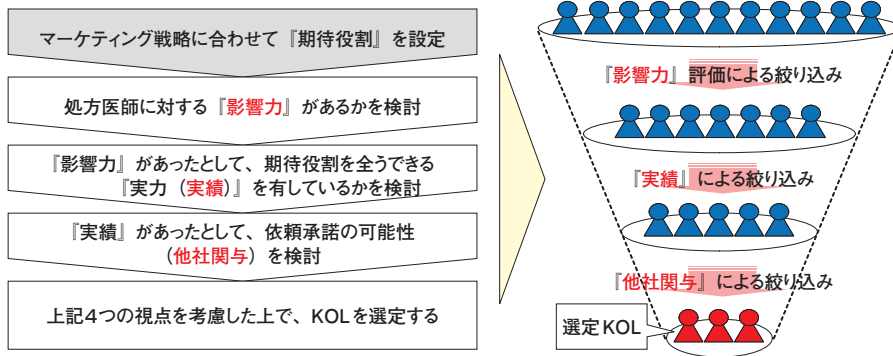 マーケティング戦略に合わせて『期待役割』を設定
処方医師に対する『影響力』があるかを検討
『影響力』があったとして、期待役割を全うできる
『実力（実績）』を有しているかを検討
『実績』があったとして、依頼承諾の可能性
（他社関与）を検討
上記4つの視点を考慮した上で、KOLを選定する
『影響力』評価による絞り込み
『実績』による絞り込み
『他社関与』による絞り込み
選定KOL